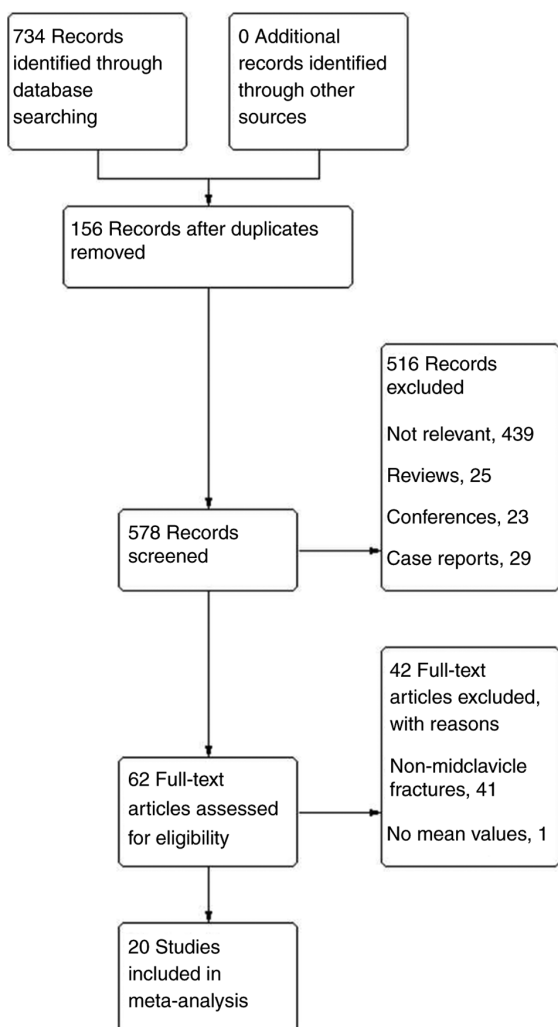 734 Records
identified through
database
searching
0 Additional
records identified
through other
sources
156 Records after duplicates
removed
516 Records
excluded
Not relevant, 439
Reviews, 25
Conferences, 23
Case reports, 29
578 Records
screened
42 Full-text
articles excluded,
with reasons
Non-midclavicle
fractures, 41
No mean values, 1
62 Full-text
articles assessed
for eligibility
20 Studies
included in
meta-analysis